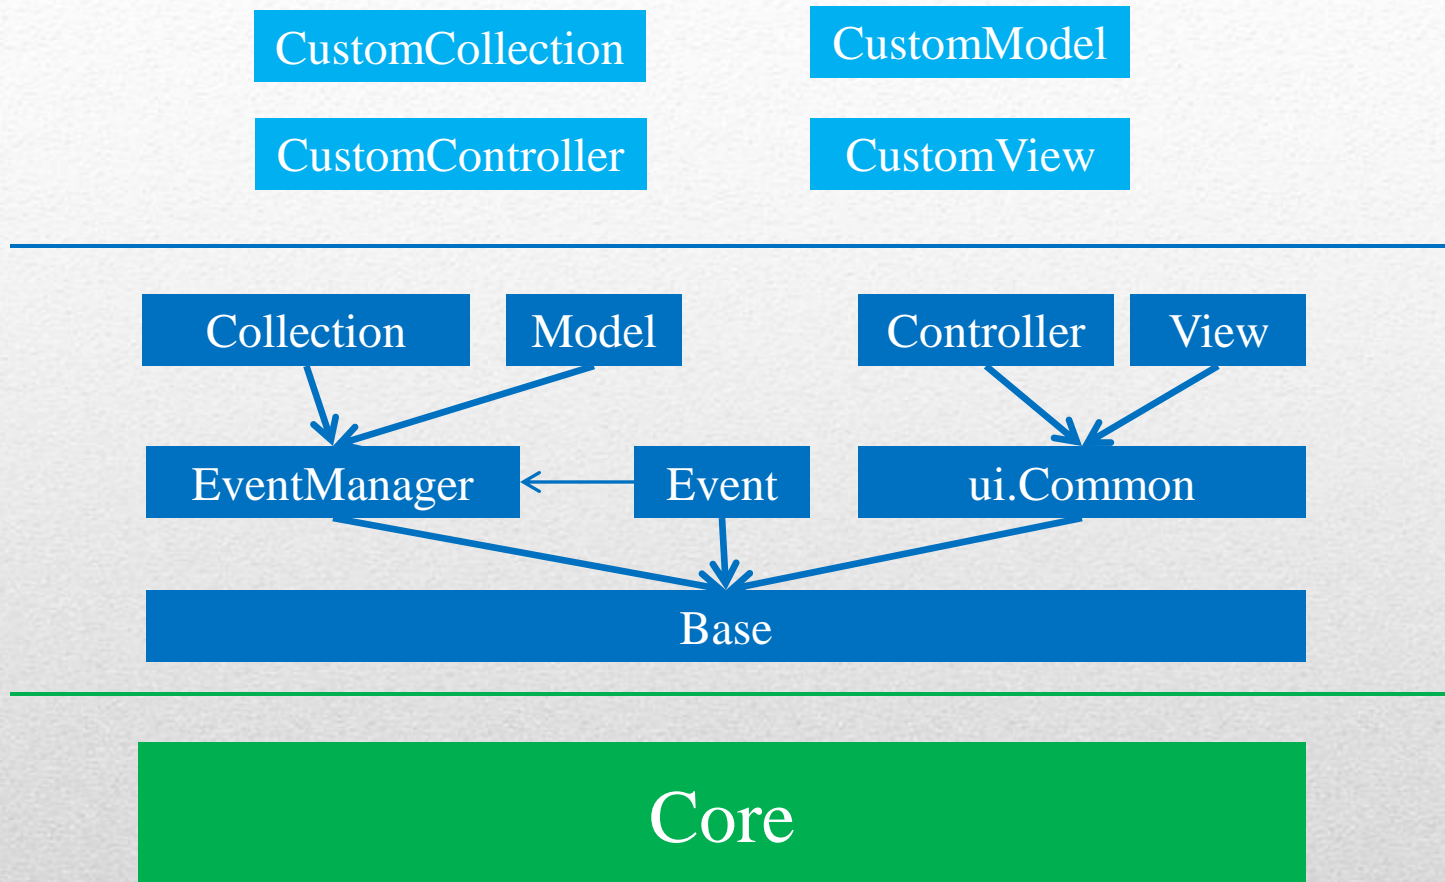 CustomCollection
CustomModel
CustomController
CustomView
Collection
Model
Controller
View
EventManager
Event
ui.Common
Base
Core